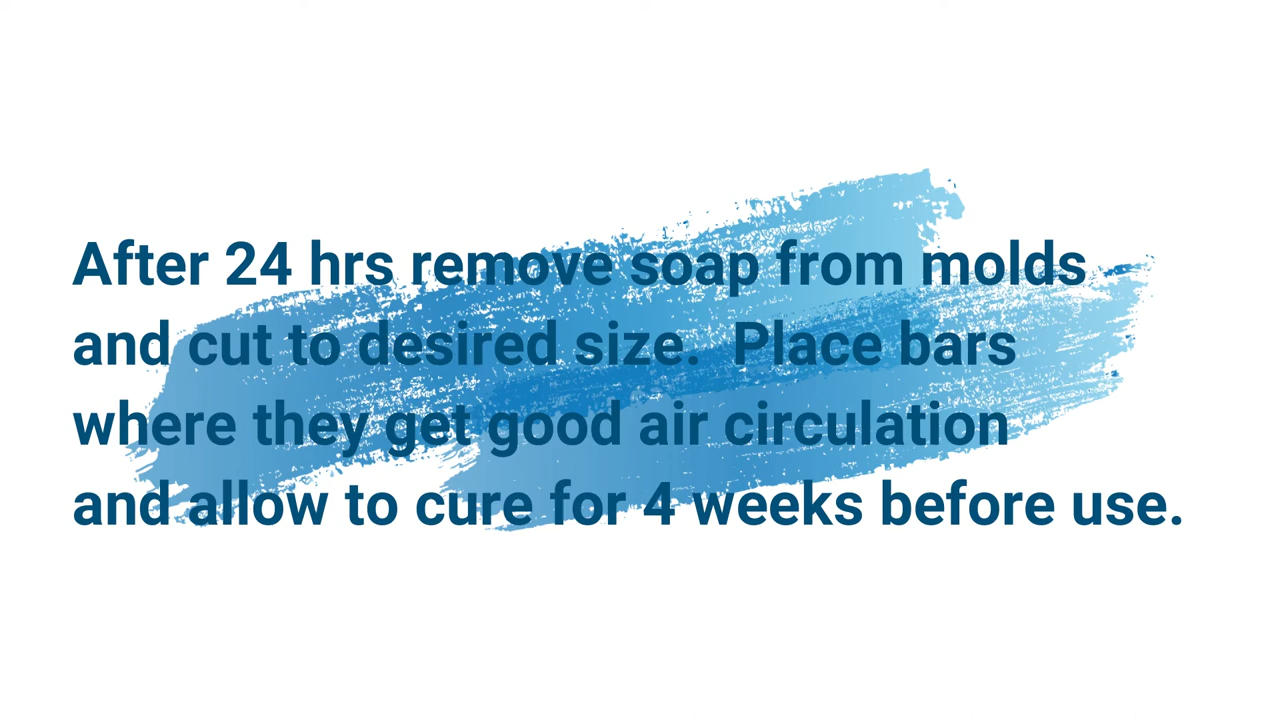 After 24 hrs remove soap from molds
and cut to desired size.  Place bars
where they get good air circulation
and allow to cure for 4 weeks before use.